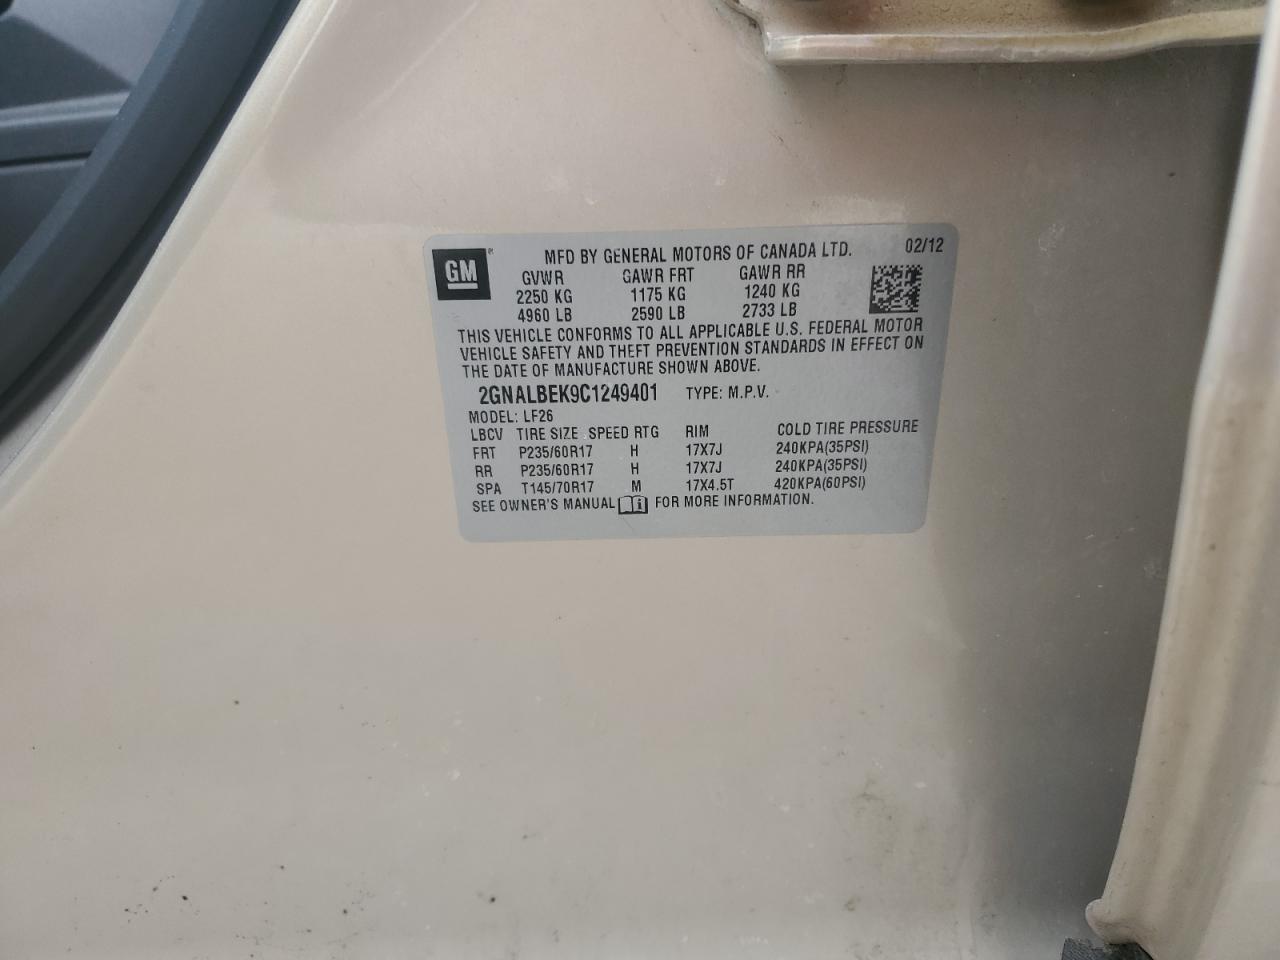 GM ® MFD BY GENERAL MOTORS OF CANADA LTD. 02/12
GVWR GAWR FRT GAWR RR
2250 KG 1175 KG 1240 KG
4960 LB 2590 LB 2733 LB
THIS VEHICLE CONFORMS TO ALL APPLICABLE U.S. FEDERAL MOTOR
VEHICLE SAFETY AND THEFT PREVENTION STANDARDS IN EFFECT ON
THE DATE OF MANUFACTURE SHOWN ABOVE.
2GNALBEK9C1249401 TYPE: M.P.V.
MODEL: LF26
LBCV TIRE SIZE SPEED RTG RIM COLD TIRE PRESSURE
FRT P235/60R17 H 17X7J 240KPA(35PSI)
RR P235/60R17 H 17X7J 240KPA(35PSI)
SPA T145/70R17 M 17X4.5T 420KPA(60PSI)
SEE OWNER'S MANUAL FOR MORE INFORMATION.